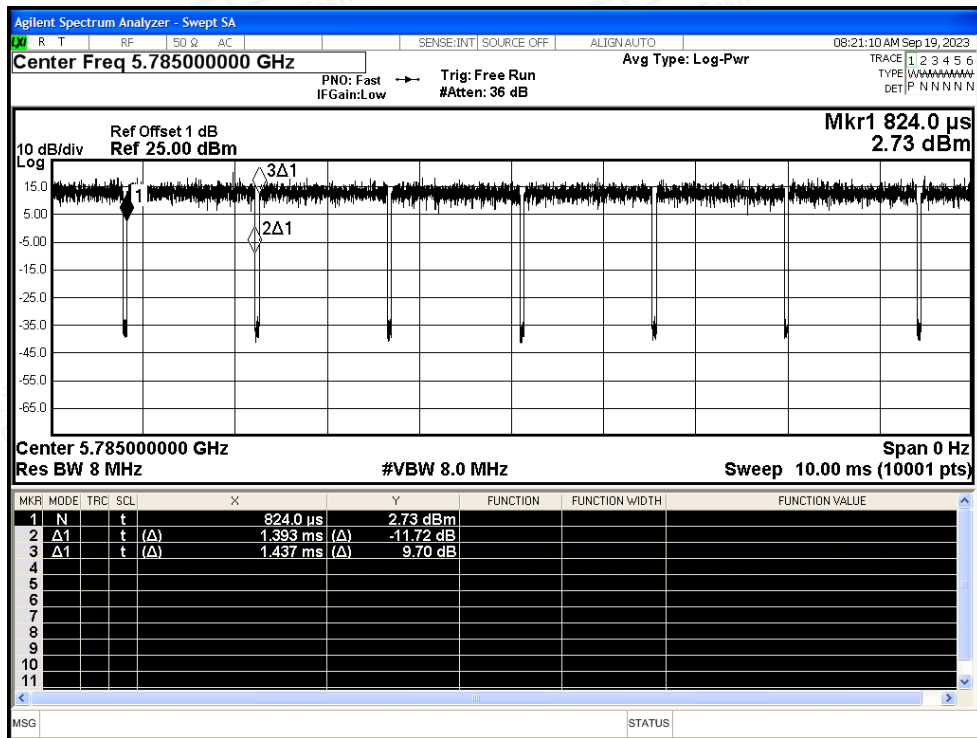 Agilent Spectrum Analyzer - Swept SA
LXI R T RF 50 Ω AC SENSE:INT SOURCE OFF ALIGN AUTO 08:21:10 AM Sep 19, 2023
Center Freq 5.785000000 GHz Avg Type: Log-Pwr TRACE 1 2 3 4 5 6
PNO: Fast Trig: Free Run TYPE WWWWWW
IFGain:Low #Atten: 36 dB DET P N N N N N
Mkr1 824.0 µs
Ref Offset 1 dB
10 dB/div Ref 25.00 dBm 2.73 dBm
Log
3Δ1
15.0
1
5.00
2Δ1
-5.00
-15.0
-25.0
-35.0
-45.0
-55.0
-65.0
Center 5.785000000 GHz Span 0 Hz
Res BW 8 MHz #VBW 8.0 MHz Sweep 10.00 ms (10001 pts)
MKR MODE TRC SCL X Y FUNCTION FUNCTION WIDTH FUNCTION VALUE
1 N t 824.0 µs 2.73 dBm
2 Δ1 t (Δ) 1.393 ms (Δ) -11.72 dB
3 Δ1 t (Δ) 1.437 ms (Δ) 9.70 dB
4
5
6
7
8
9
10
11
MSG STATUS